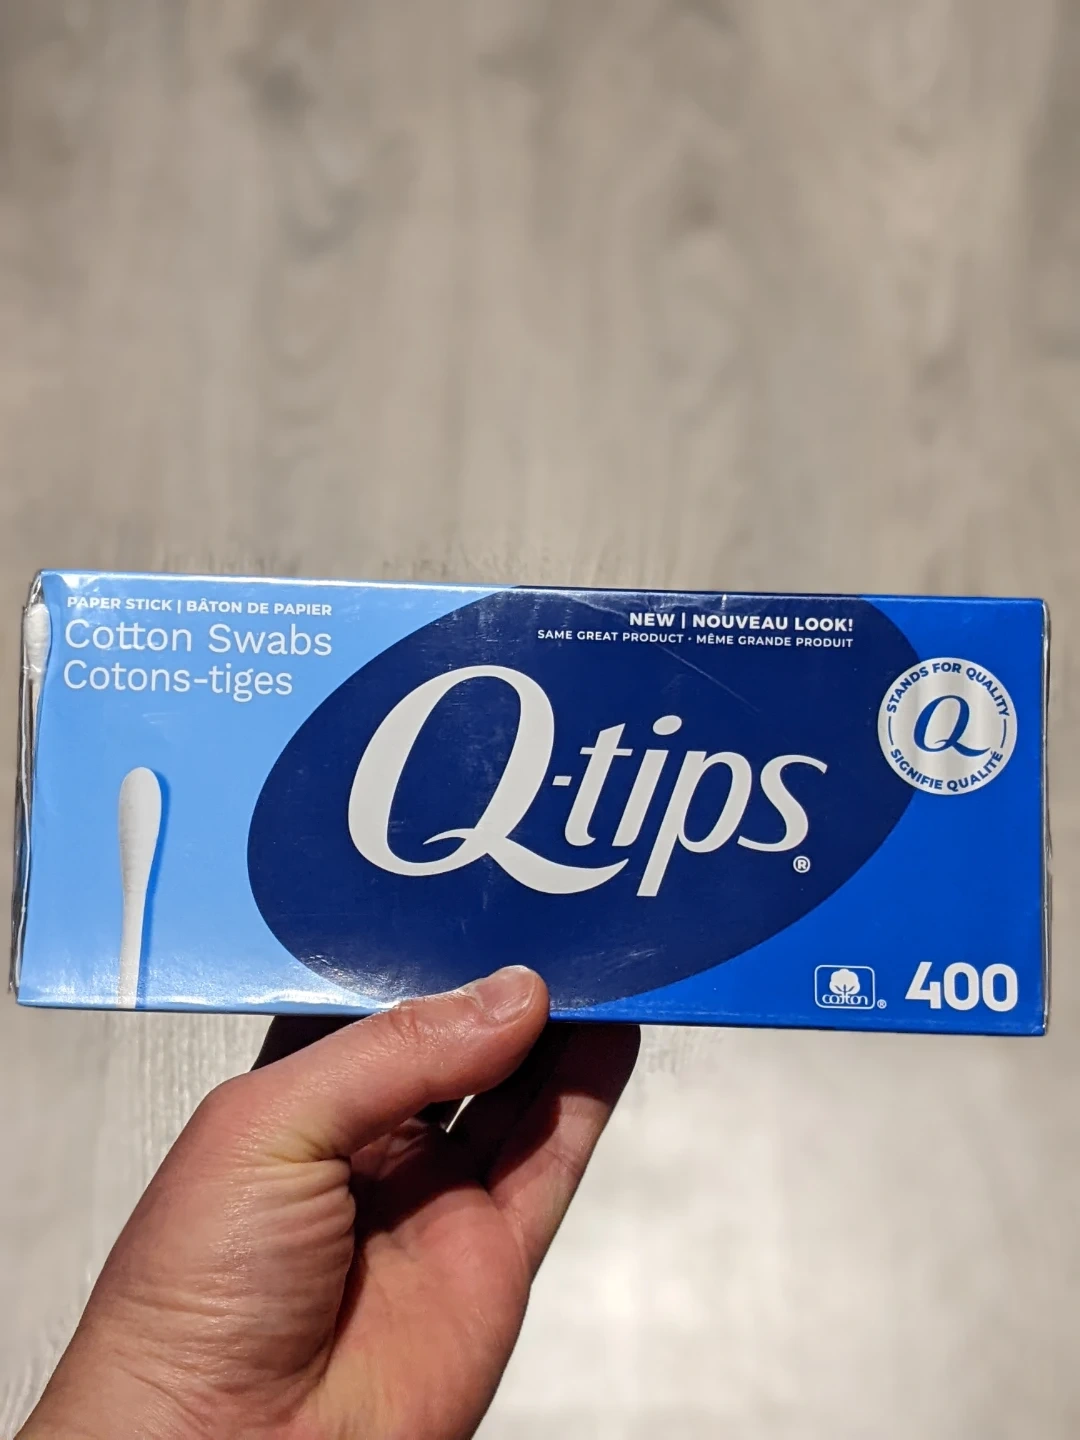 PAPER STICK | BÂTON DE PAPIER
Cotton Swabs
Cotons-tiges
NEW | NOUVEAU LOOK!
SAME GREAT PRODUCT · MÊME GRANDE PRODUIT
Q-tips®
STANDS FOR QUALITY
Q
SIGNIFIE QUALITÉ
cotton®
400